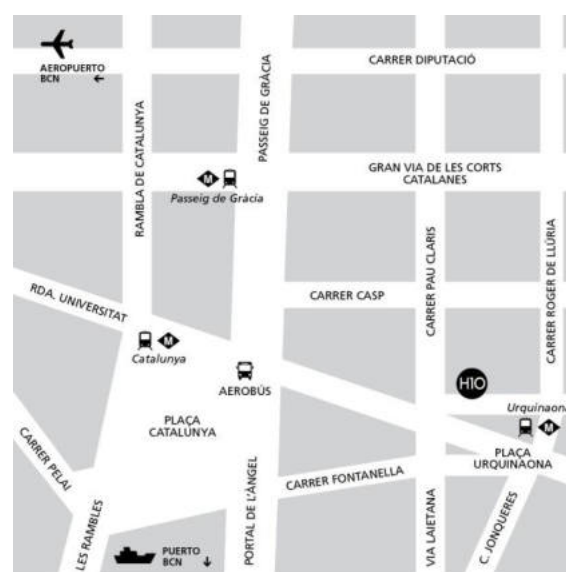 CARRER DIPUTACIÓ
AEROPUERTO
BCN
PASSEIG DE GRÀCIA
RAMBLA DE CATALUNYA
GRAN VIA DE LES CORTS
CATALANES
M
Passeig de Gràcia
CARRER PAU CLARIS
CARRER ROGER DE LLÚRIA
RDA. UNIVERSITAT
CARRER CASP
M
Catalunya
AEROBÚS
H10
Urquinaona
M
PLAÇA
CATALUNYA
PLAÇA
URQUINAONA
CARRER PELAI
CARRER FONTANELLA
LES RAMBLES
PORTAL DE L'ÀNGEL
VIA LAIETANA
C. JONQUERES
PUERTO
BCN